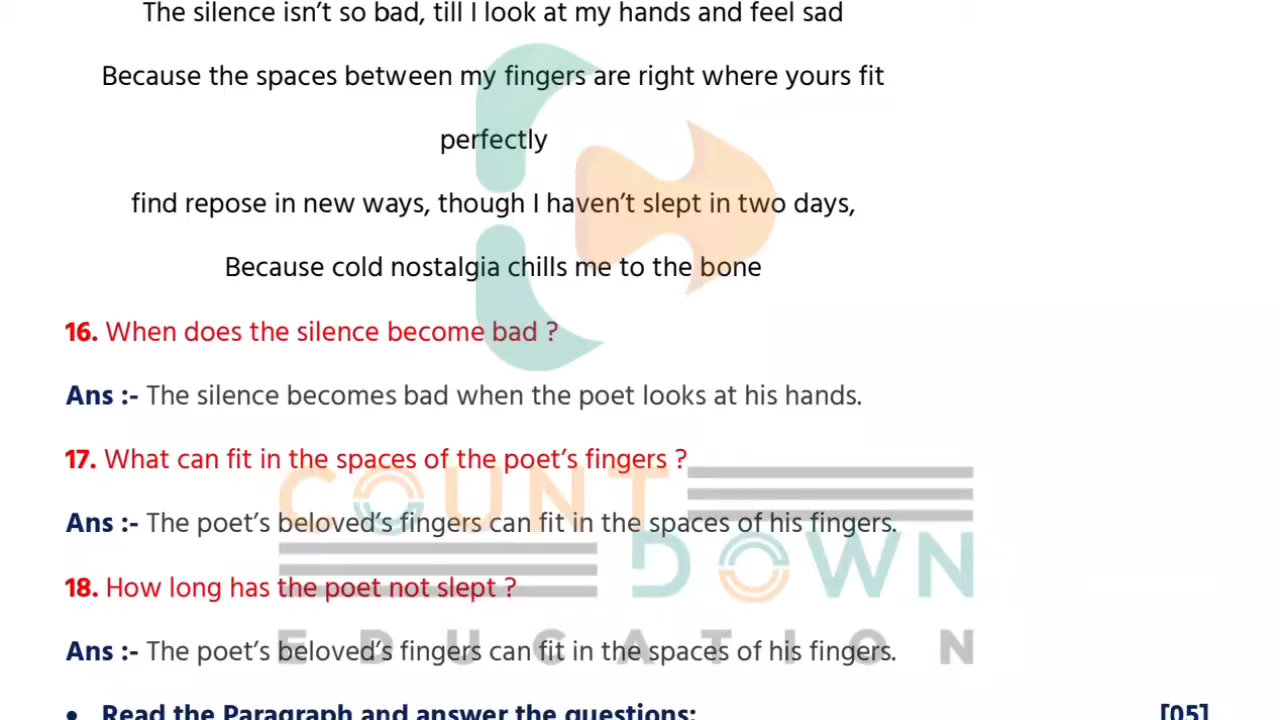 The silence isn’t so bad, till I look at my hands and feel sad
Because the spaces between my fingers are right where yours fit
perfectly
find repose in new ways, though I haven’t slept in two days,
Because cold nostalgia chills me to the bone
16. When does the silence become bad ?
Ans :- The silence becomes bad when the poet looks at his hands.
17. What can fit in the spaces of the poet’s fingers ?
Ans :- The poet’s beloved’s fingers can fit in the spaces of his fingers.
18. How long has the poet not slept ?
Ans :- The poet’s beloved’s fingers can fit in the spaces of his fingers.
• Read the Paragraph and answer the questions: [05]
COUNT
DOWN
EDUCATION